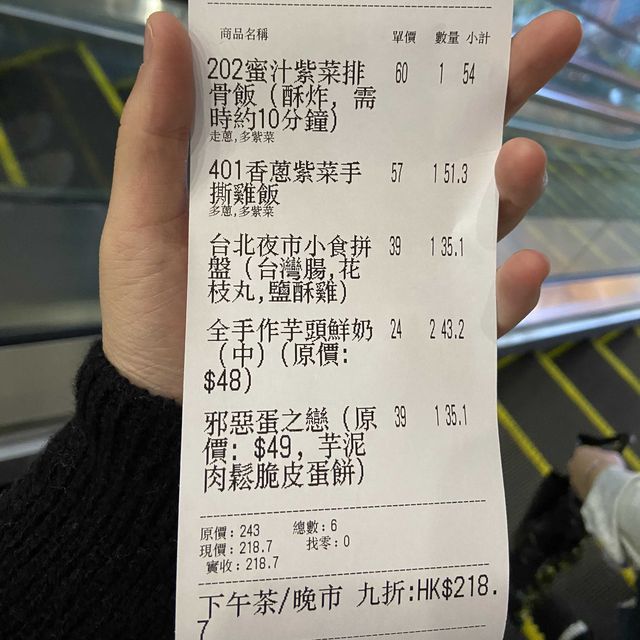 商品名稱 單價 數量 小計
202蜜汁紫菜排 60 1 54
骨飯（酥炸, 需
時約10分鐘）
走蔥,多紫菜
401香蔥紫菜手 57 1 51.3
撕雞飯
多蔥,多紫菜
台北夜市小食拼 39 1 35.1
盤（台灣腸,花
枝丸,鹽酥雞）
全手作芋頭鮮奶 24 2 43.2
（中）(原價:
$48)
邪惡蛋之戀（原 39 1 35.1
價: $49, 芋泥
肉鬆脆皮蛋餅）
原價：243 總數：6
現價：218.7 找零：0
實收：218.7
下午茶/晚市 九折:HK$218.
7